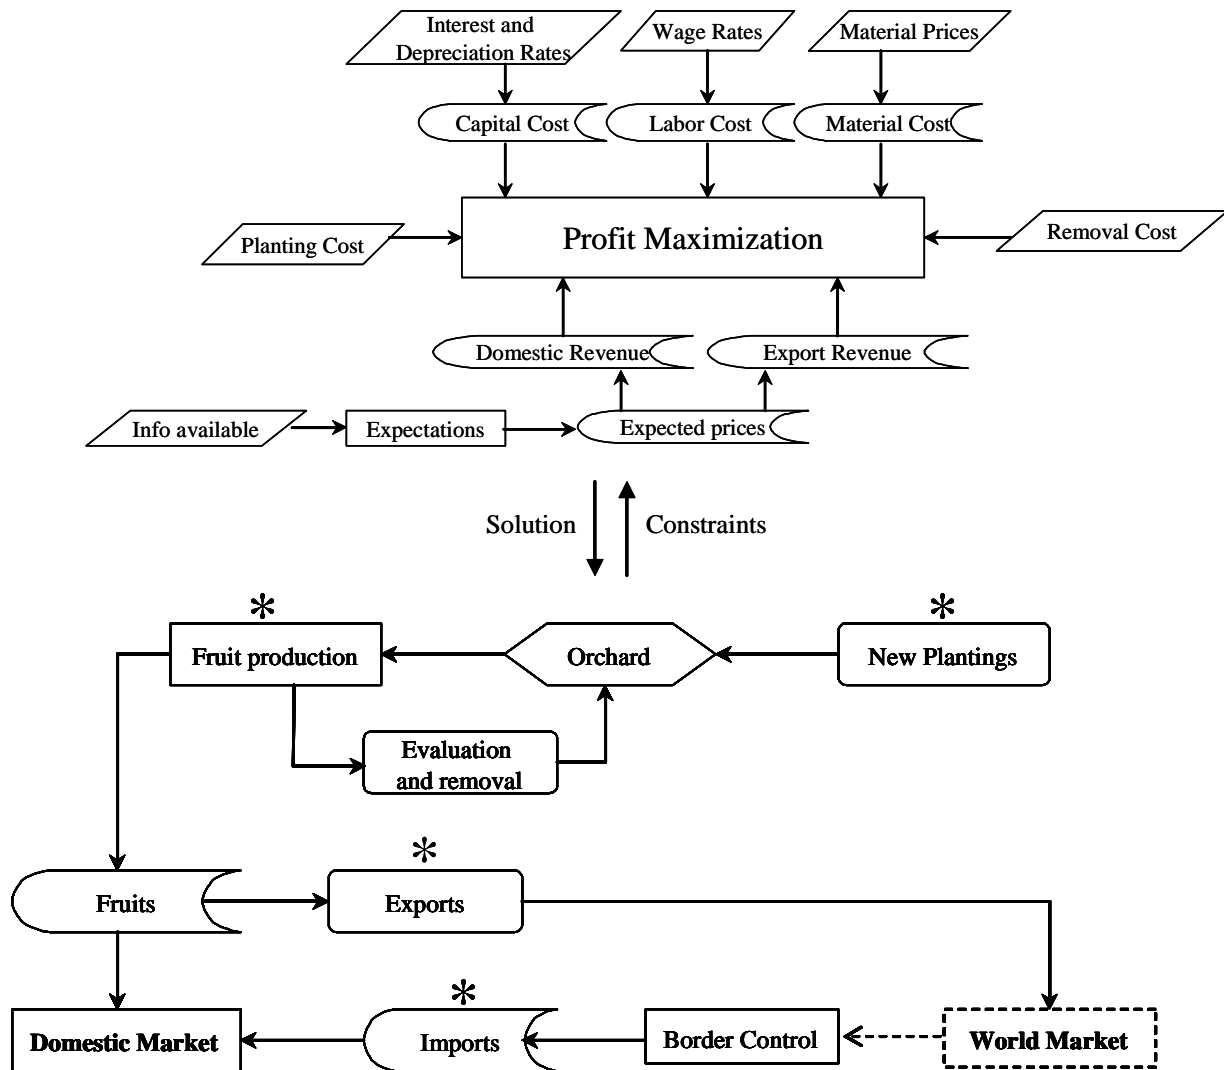 Interest and
Depreciation Rates
Wage Rates
Material Prices
Capital Cost
Labor Cost
Material Cost
Planting Cost
Profit Maximization
Removal Cost
Domestic Revenue
Export Revenue
Info available
Expectations
Expected prices
Solution
Constraints
*
*
Fruit production
Orchard
New Plantings
Evaluation
and removal
*
Fruits
Exports
*
Domestic Market
Imports
Border Control
World Market